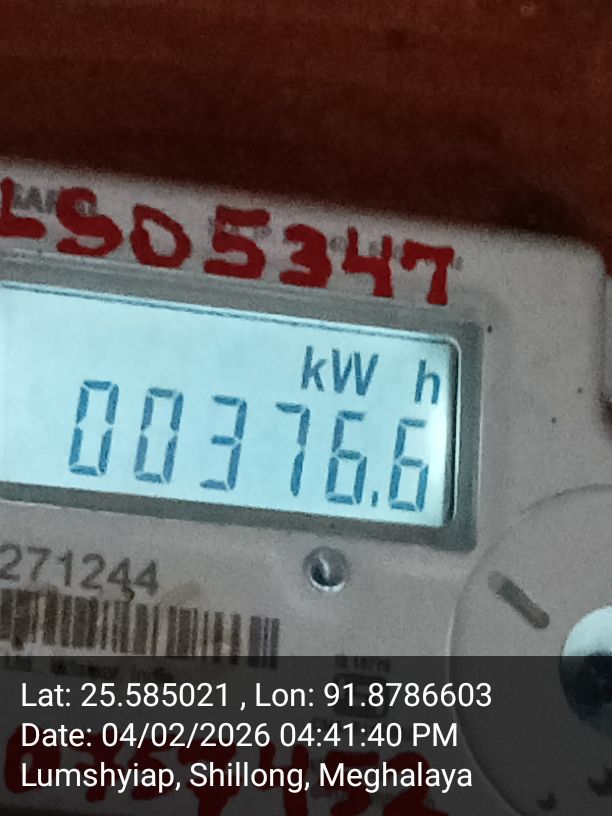 LS05347
kW h
00376.6
271244
Lat: 25.585021 , Lon: 91.8786603
Date: 04/02/2026 04:41:40 PM
Lumshyiap, Shillong, Meghalaya